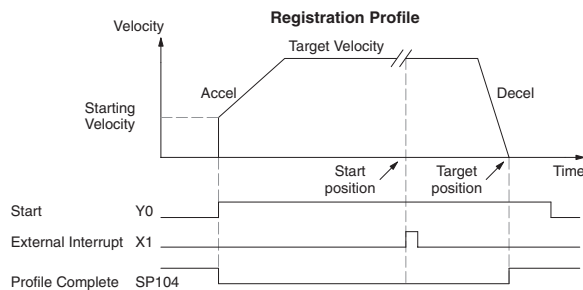 Registration Profile
Velocity
Target Velocity
Accel
Decel
Starting
Velocity
Start
position
Target
position
Time
Start Y0
External Interrupt X1
Profile Complete SP104